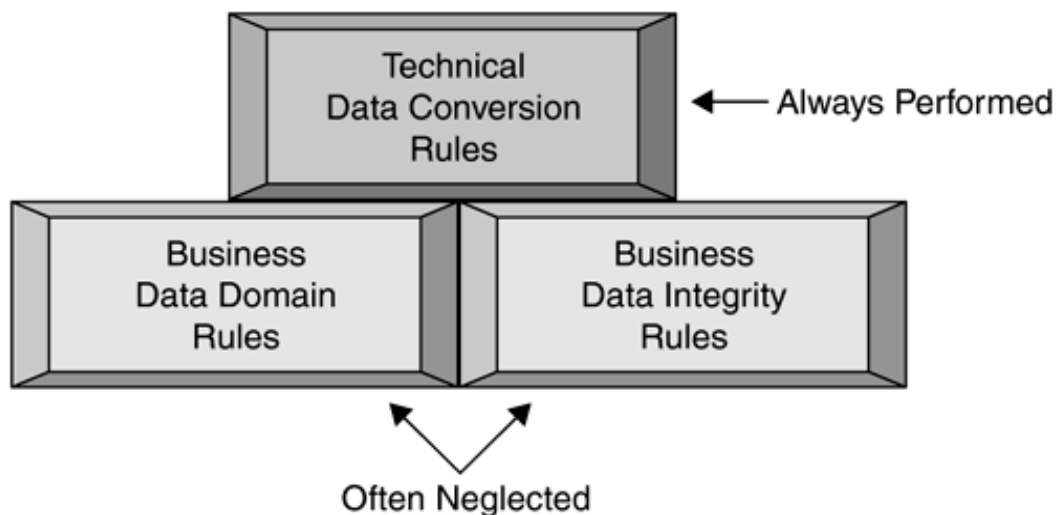 Technical
Data Conversion
Rules
Always Performed
Business
Data Domain
Rules
Business
Data Integrity
Rules
Often Neglected